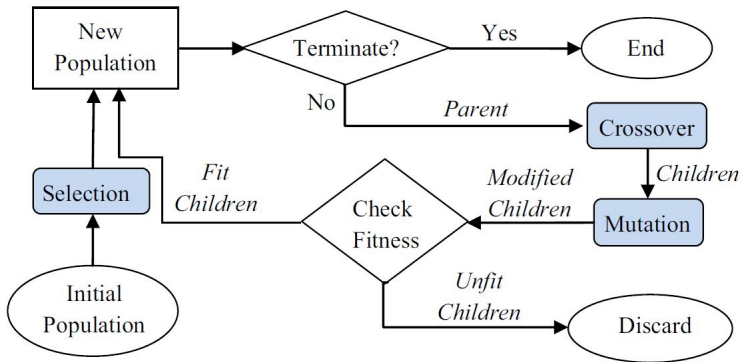 New
Population
Terminate?
Yes
End
No
Parent
Crossover
Children
Selection
Fit
Children
Check
Fitness
Modified
Children
Mutation
Initial
Population
Unfit
Children
Discard